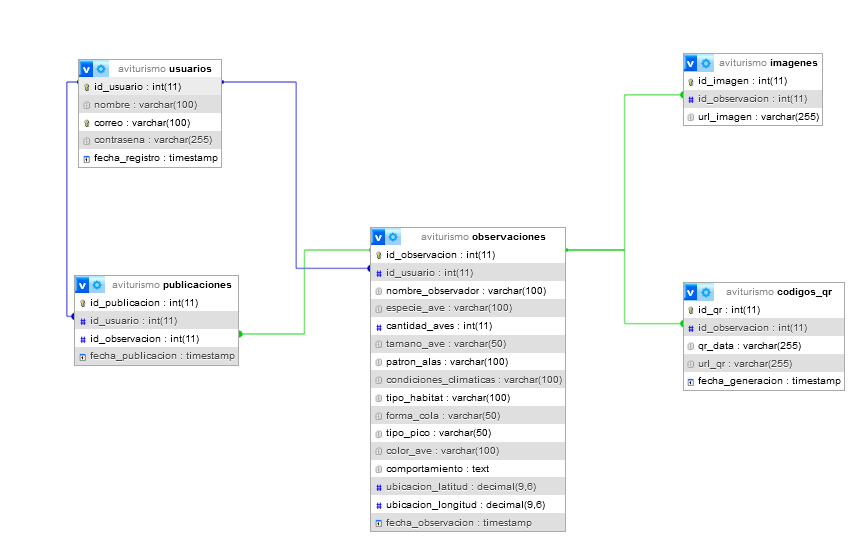 aviturismo usuarios
id_usuario : int(11)
nombre : varchar(100)
correo : varchar(100)
contrasena : varchar(255)
fecha_registro : timestamp
aviturismo imagenes
id_imagen : int(11)
id_observacion : int(11)
url_imagen : varchar(255)
aviturismo observaciones
id_observacion : int(11)
id_usuario : int(11)
nombre_observador : varchar(100)
especie_ave : varchar(100)
cantidad_aves : int(11)
tamano_ave : varchar(50)
patron_alas : varchar(100)
condiciones_climaticas : varchar(100)
tipo_habitat : varchar(100)
forma_cola : varchar(50)
tipo_pico : varchar(50)
color_ave : varchar(100)
comportamiento : text
ubicacion_latitud : decimal(9,6)
ubicacion_longitud : decimal(9,6)
fecha_observacion : timestamp
aviturismo publicaciones
id_publicacion : int(11)
id_usuario : int(11)
id_observacion : int(11)
fecha_publicacion : timestamp
aviturismo codigos_qr
id_qr : int(11)
id_observacion : int(11)
qr_data : varchar(255)
url_qr : varchar(255)
fecha_generacion : timestamp